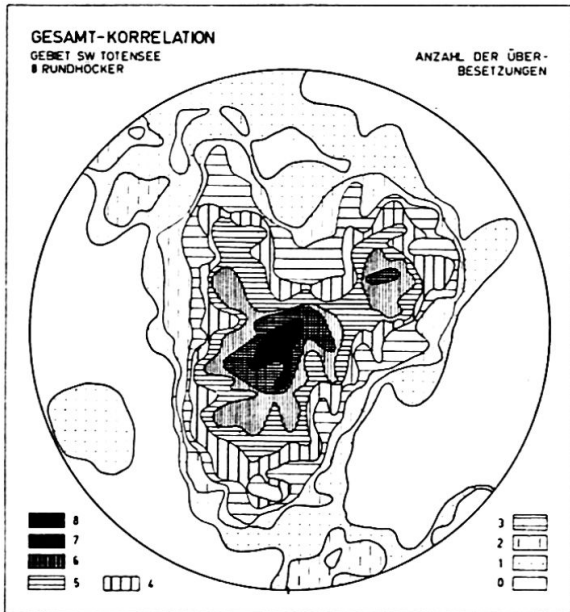 GESAMT-KORRELATION
GEBIET SW TOTENSEE
8 RUNDHÖCKER
ANZAHL DER ÜBER-
BESETZUNGEN
8
7
6
5 4
3
2
1
0